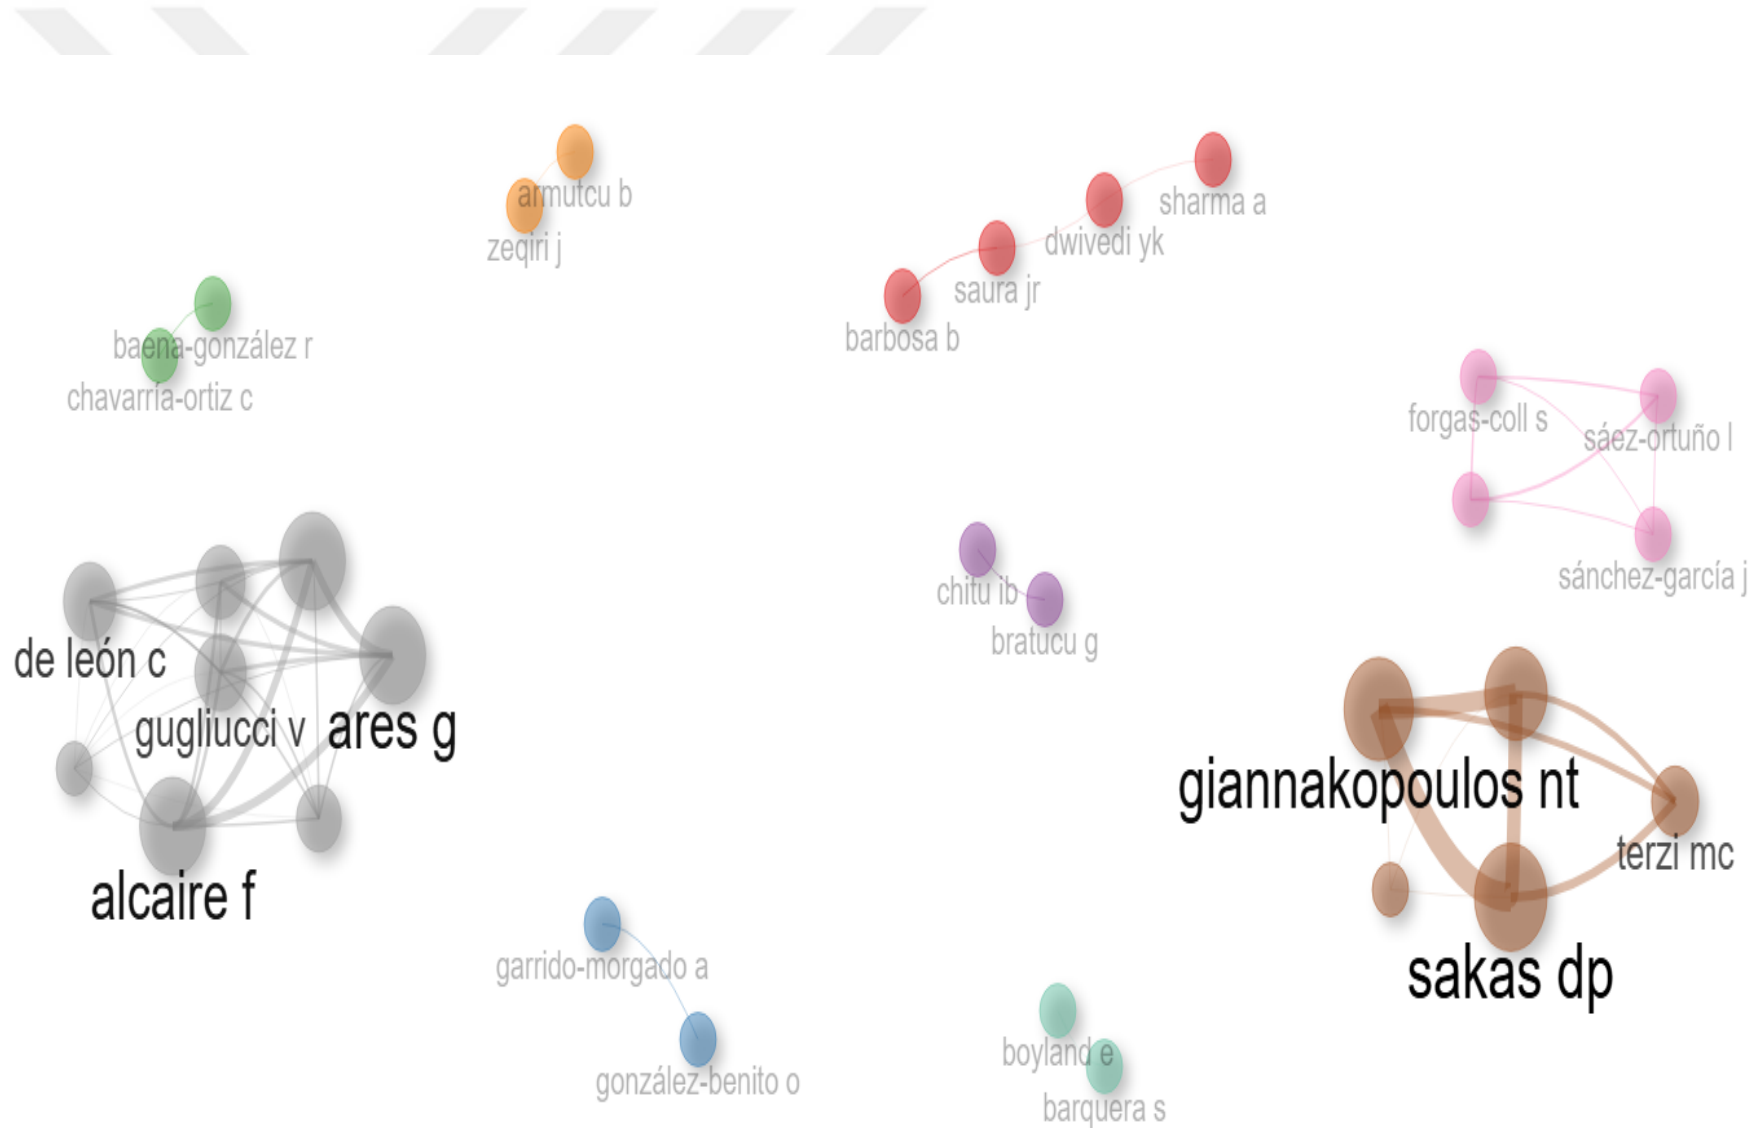 armutcu b
zeqiri j
sharma a
dwivedi yk
saura jr
barbosa b
baena-gonzález r
chavarría-ortiz c
forgas-coll s
sáez-ortuño l
sánchez-garcía j
chitu ib
bratucu g
de león c
gugliucci v
ares g
alcaire f
giannakopoulos nt
terzi mc
sakas dp
garrido-morgado a
gonzález-benito o
boyland e
barquera s